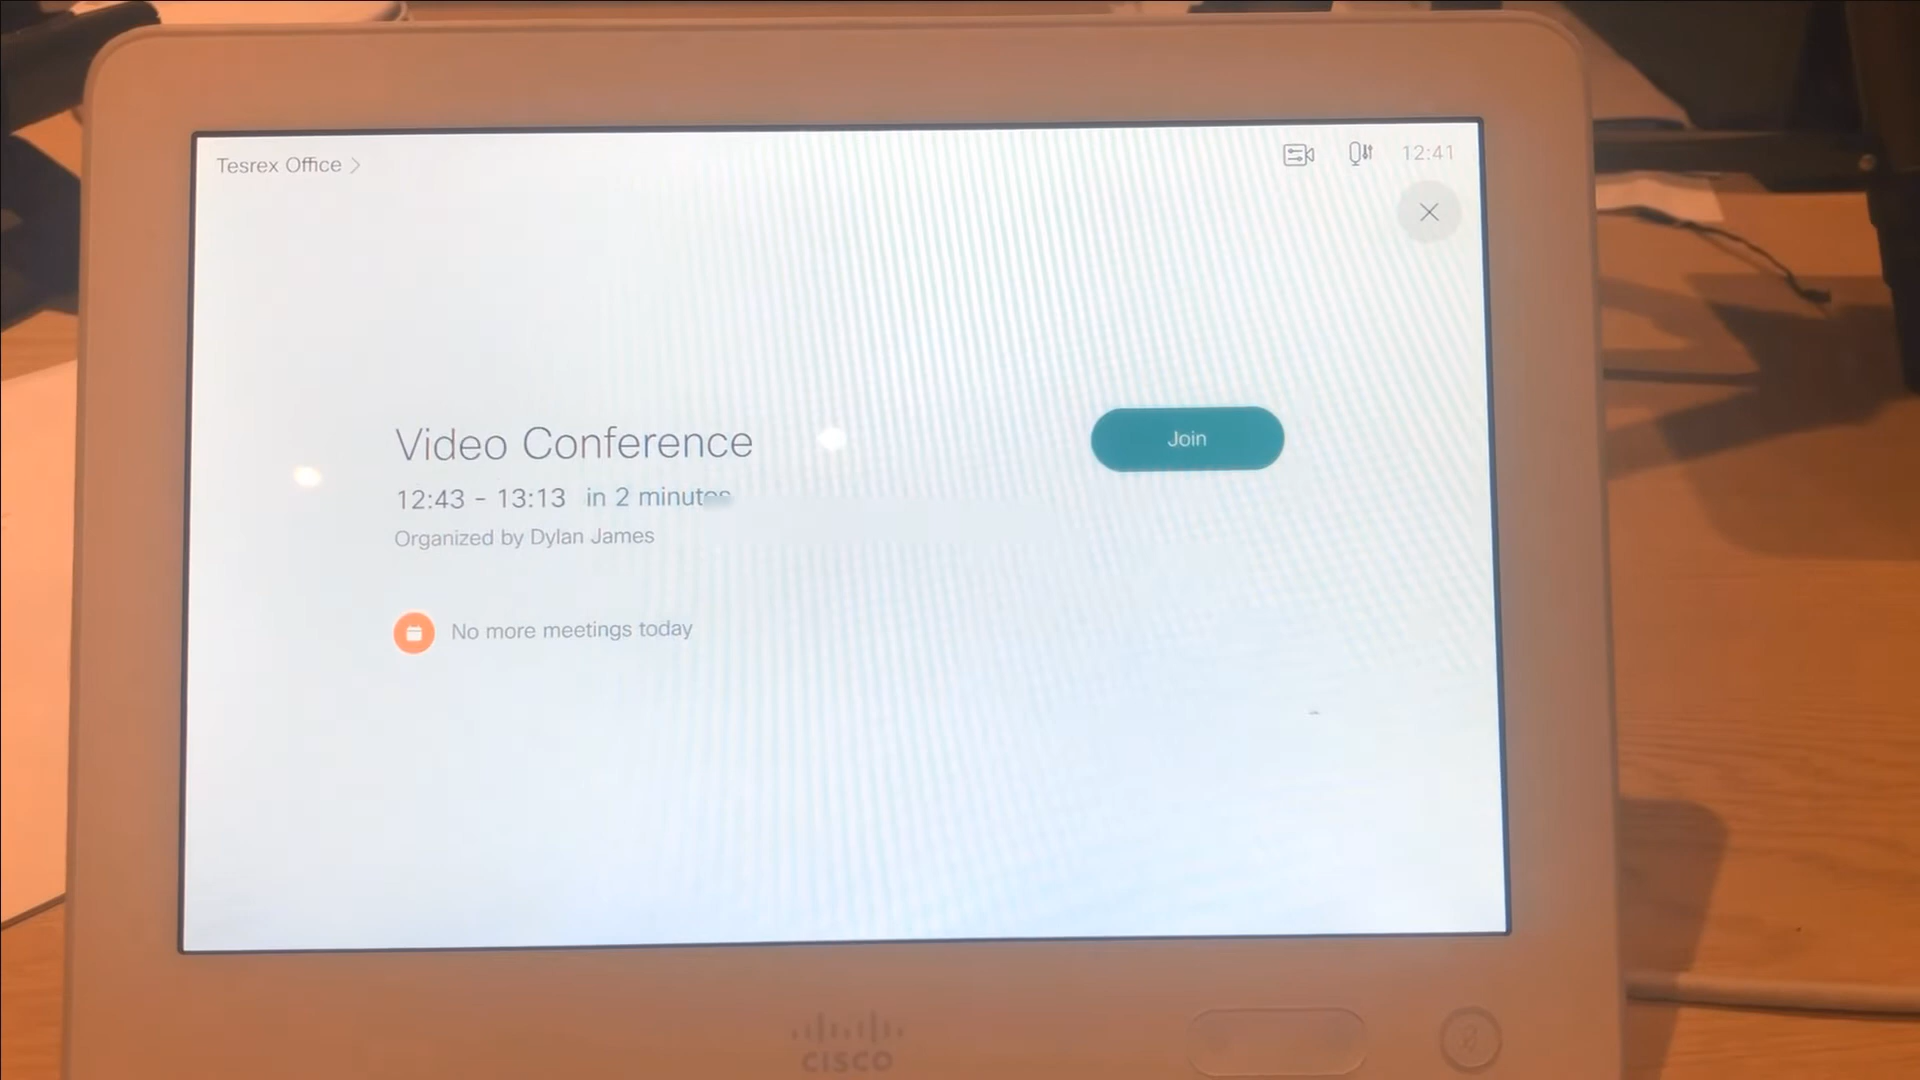 Tesrex Office >
12:41
Video Conference
Join
12:43 - 13:13 in 2 minutes
Organized by Dylan James
No more meetings today
CISCO